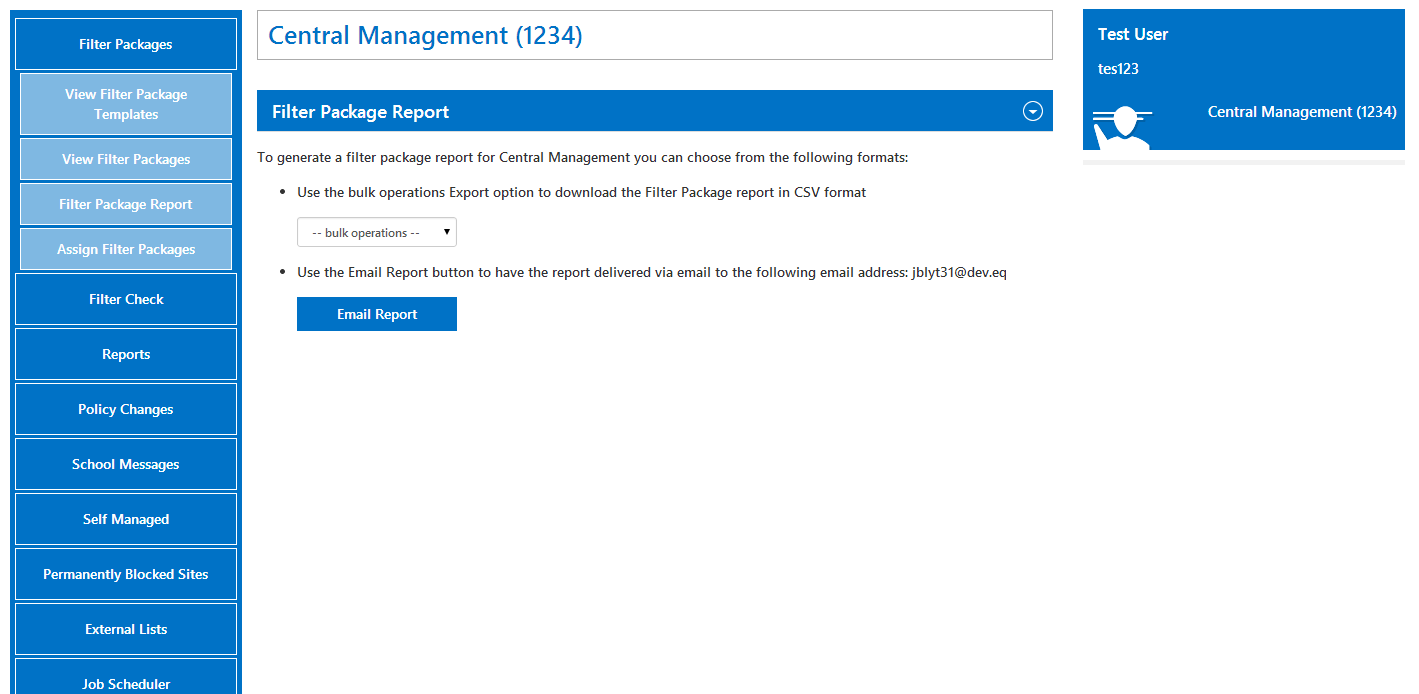 Filter Packages
View Filter Package
Templates
View Filter Packages
Filter Package Report
Assign Filter Packages
Filter Check
Reports
Policy Changes
School Messages
Self Managed
Permanently Blocked Sites
External Lists
Job Scheduler
Central Management (1234)
Filter Package Report
To generate a filter package report for Central Management you can choose from the following formats:
Use the bulk operations Export option to download the Filter Package report in CSV format
-- bulk operations --
Use the Email Report button to have the report delivered via email to the following email address: jblyt31@dev.eq
Email Report
Test User
tes123
Central Management (1234)